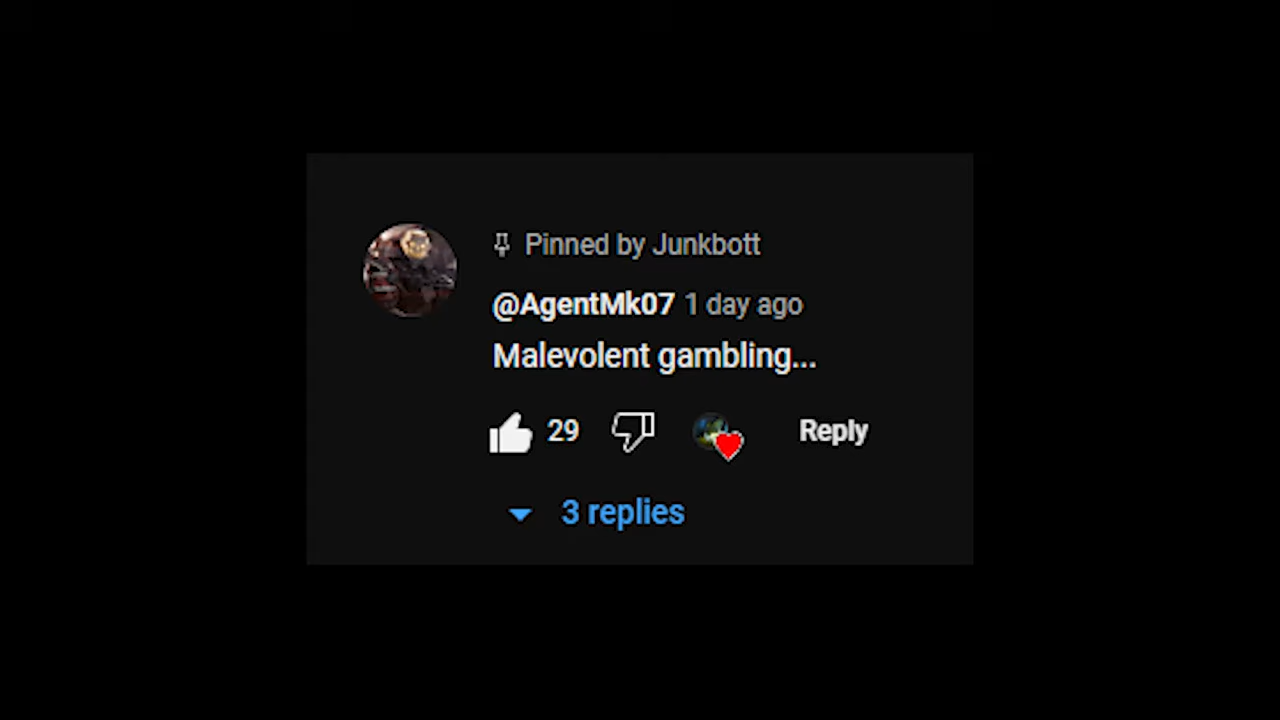 Pinned by Junkbott
@AgentMk07 1 day ago
Malevolent gambling...
29 Reply
3 replies